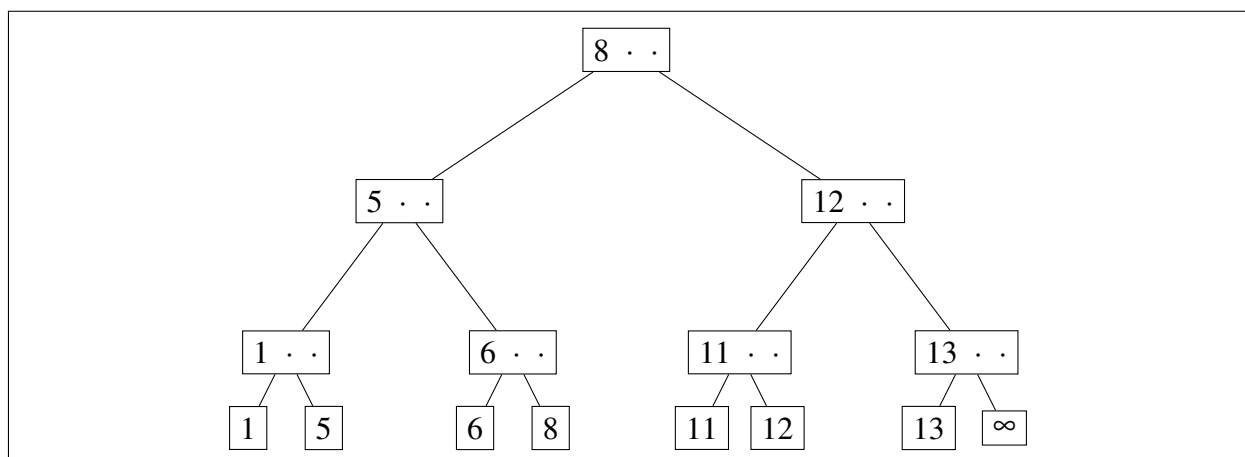 8 · ·
5 · · 12 · ·
1 · · 6 · · 11 · · 13 · ·
1 5 6 8 11 12 13 ∞